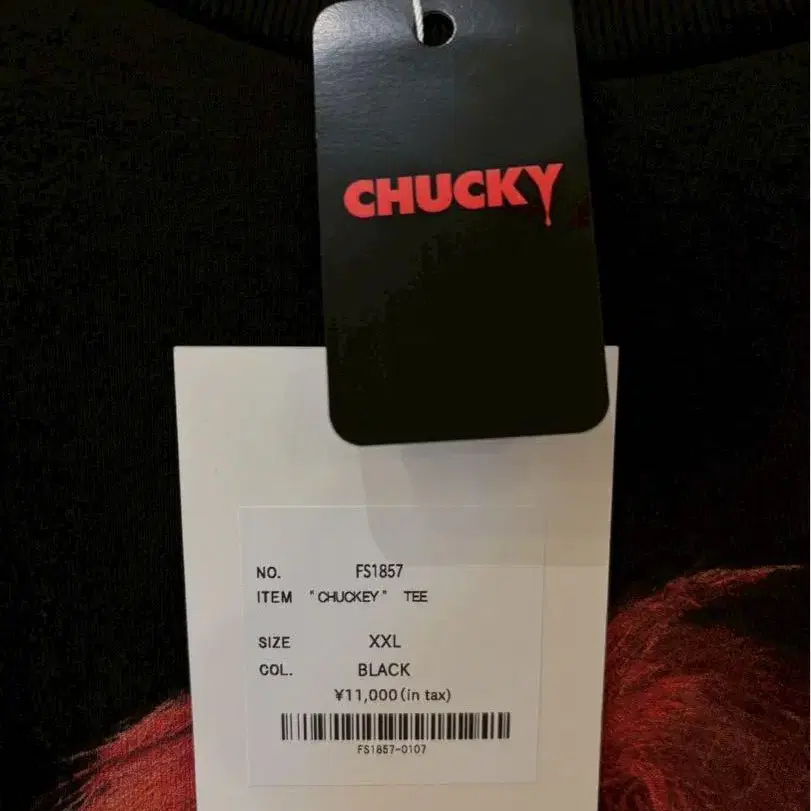 CHUCKY
NO. FS1857
ITEM "CHUCKEY" TEE
SIZE XXL
COL. BLACK
¥11,000(in tax)
FS1857-0107